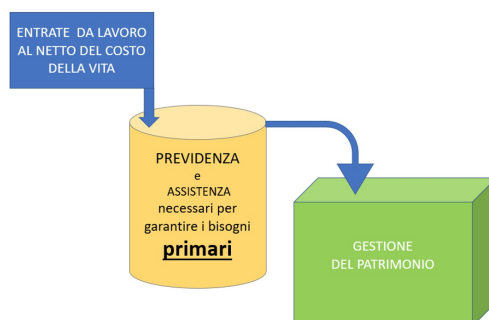 ENTRATE DA LAVORO
AL NETTO DEL COSTO
DELLA VITA
PREVIDENZA
e
ASSISTENZA
necessari per
garantire i bisogni
primari
GESTIONE
DEL PATRIMONIO